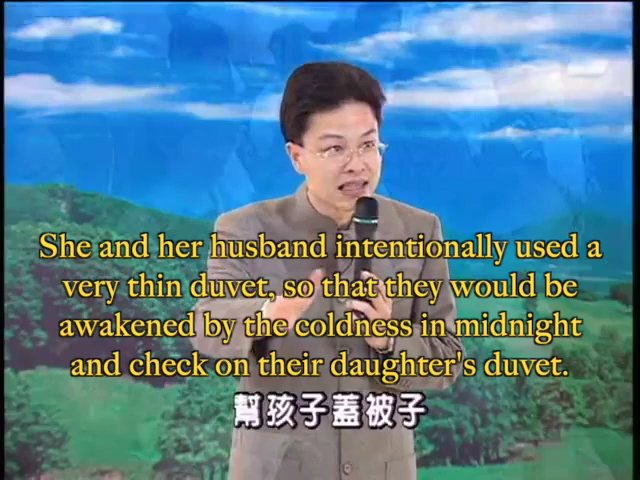 She and her husband intentionally used a
very thin duvet, so that they would be
awakened by the coldness in midnight
and check on their daughter's duvet.
幫孩子蓋被子